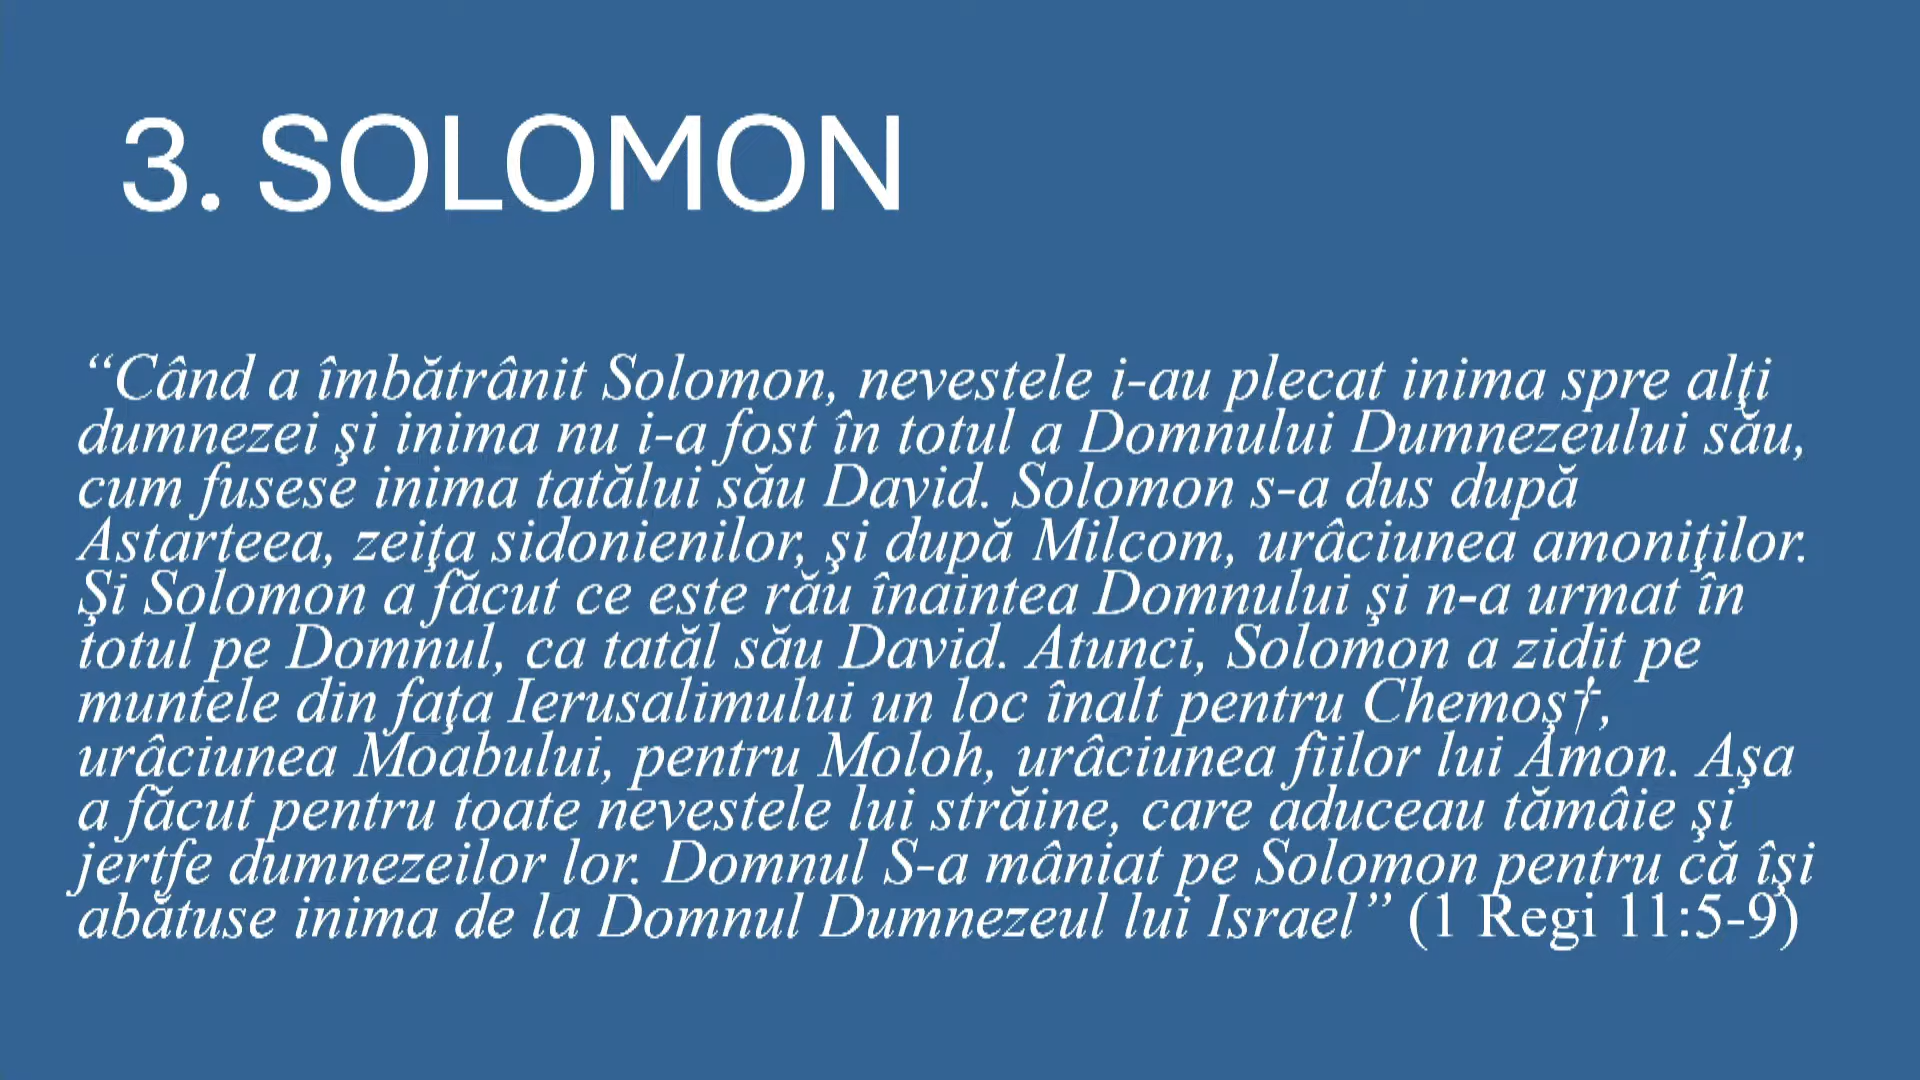 3. SOLOMON
“Când a îmbătrânit Solomon, nevestele i-au plecat inima spre alţi
dumnezei şi inima nu i-a fost în totul a Domnului Dumnezeului său,
cum fusese inima tatălui său David. Solomon s-a dus după
Astarteea, zeiţa sidonienilor, şi după Milcom, urâciunea amoniţilor.
Şi Solomon a făcut ce este rău înaintea Domnului şi n-a urmat în
totul pe Domnul, ca tatăl său David. Atunci, Solomon a zidit pe
muntele din faţa Ierusalimului un loc înalt pentru Chemoş†,
urâciunea Moabului, pentru Moloh, urâciunea fiilor lui Amon. Aşa
a făcut pentru toate nevestele lui străine, care aduceau tămâie şi
jertfe dumnezeilor lor. Domnul S-a mâniat pe Solomon pentru că îşi
abătuse inima de la Domnul Dumnezeul lui Israel” (1 Regi 11:5-9)